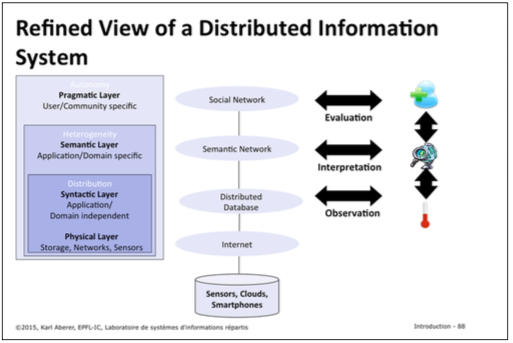 Refined View of a Distributed Information
System
Autonomy
Pragmatic Layer
User/Community specific
Heterogeneity
Semantic Layer
Application/Domain specific
Distribution
Syntactic Layer
Application/
Domain independent
Physical Layer
Storage, Networks, Sensors
Social Network
Semantic Network
Distributed
Database
Internet
Sensors, Clouds,
Smartphones
Evaluation
Interpretation
Observation
©2015, Karl Aberer, EPFL-IC, Laboratoire de systèmes d'informations répartis
Introduction - 88